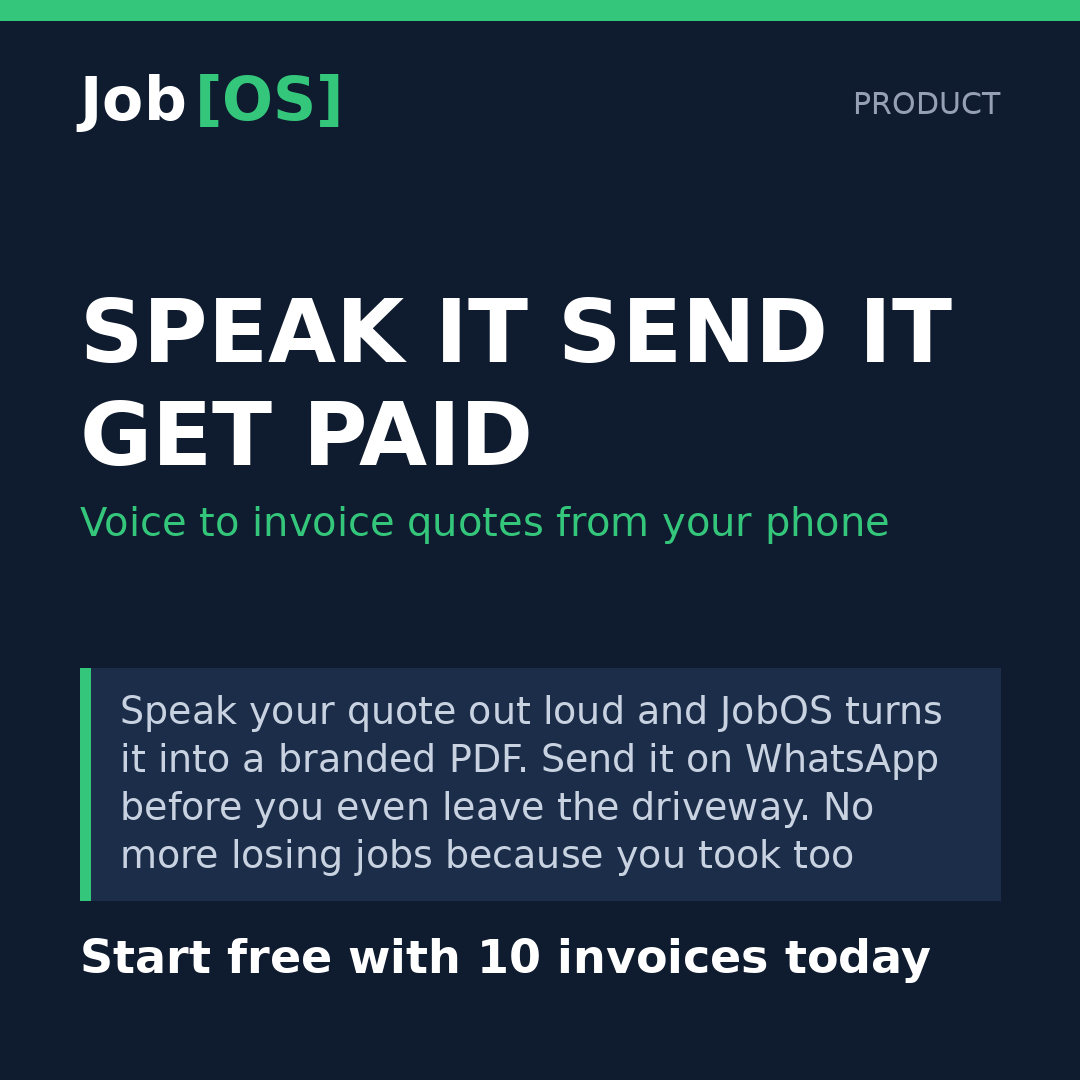 Job [OS]
PRODUCT
SPEAK IT SEND IT
GET PAID
Voice to invoice quotes from your phone
Speak your quote out loud and JobOS turns
it into a branded PDF. Send it on WhatsApp
before you even leave the driveway. No
more losing jobs because you took too
Start free with 10 invoices today